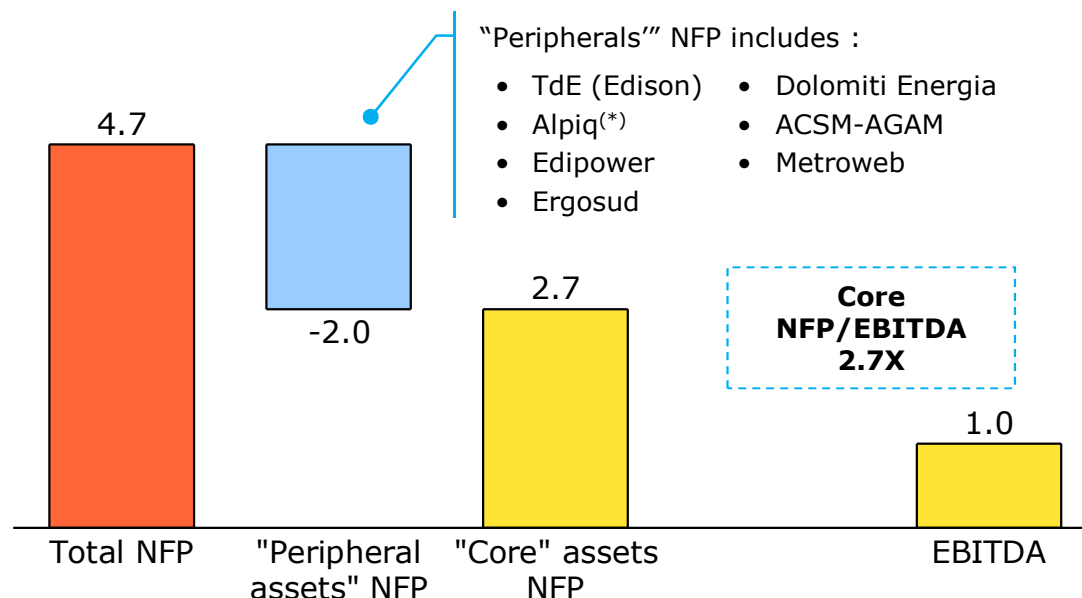 “Peripherals’” NFP includes :
• TdE (Edison)
• Alpiq(*)
• Edipower
• Ergosud
• Dolomiti Energia
• ACSM-AGAM
• Metroweb
4.7
-2.0
2.7
Core
NFP/EBITDA
2.7X
1.0
Total NFP
"Peripheral
assets" NFP
"Core" assets
NFP
EBITDA